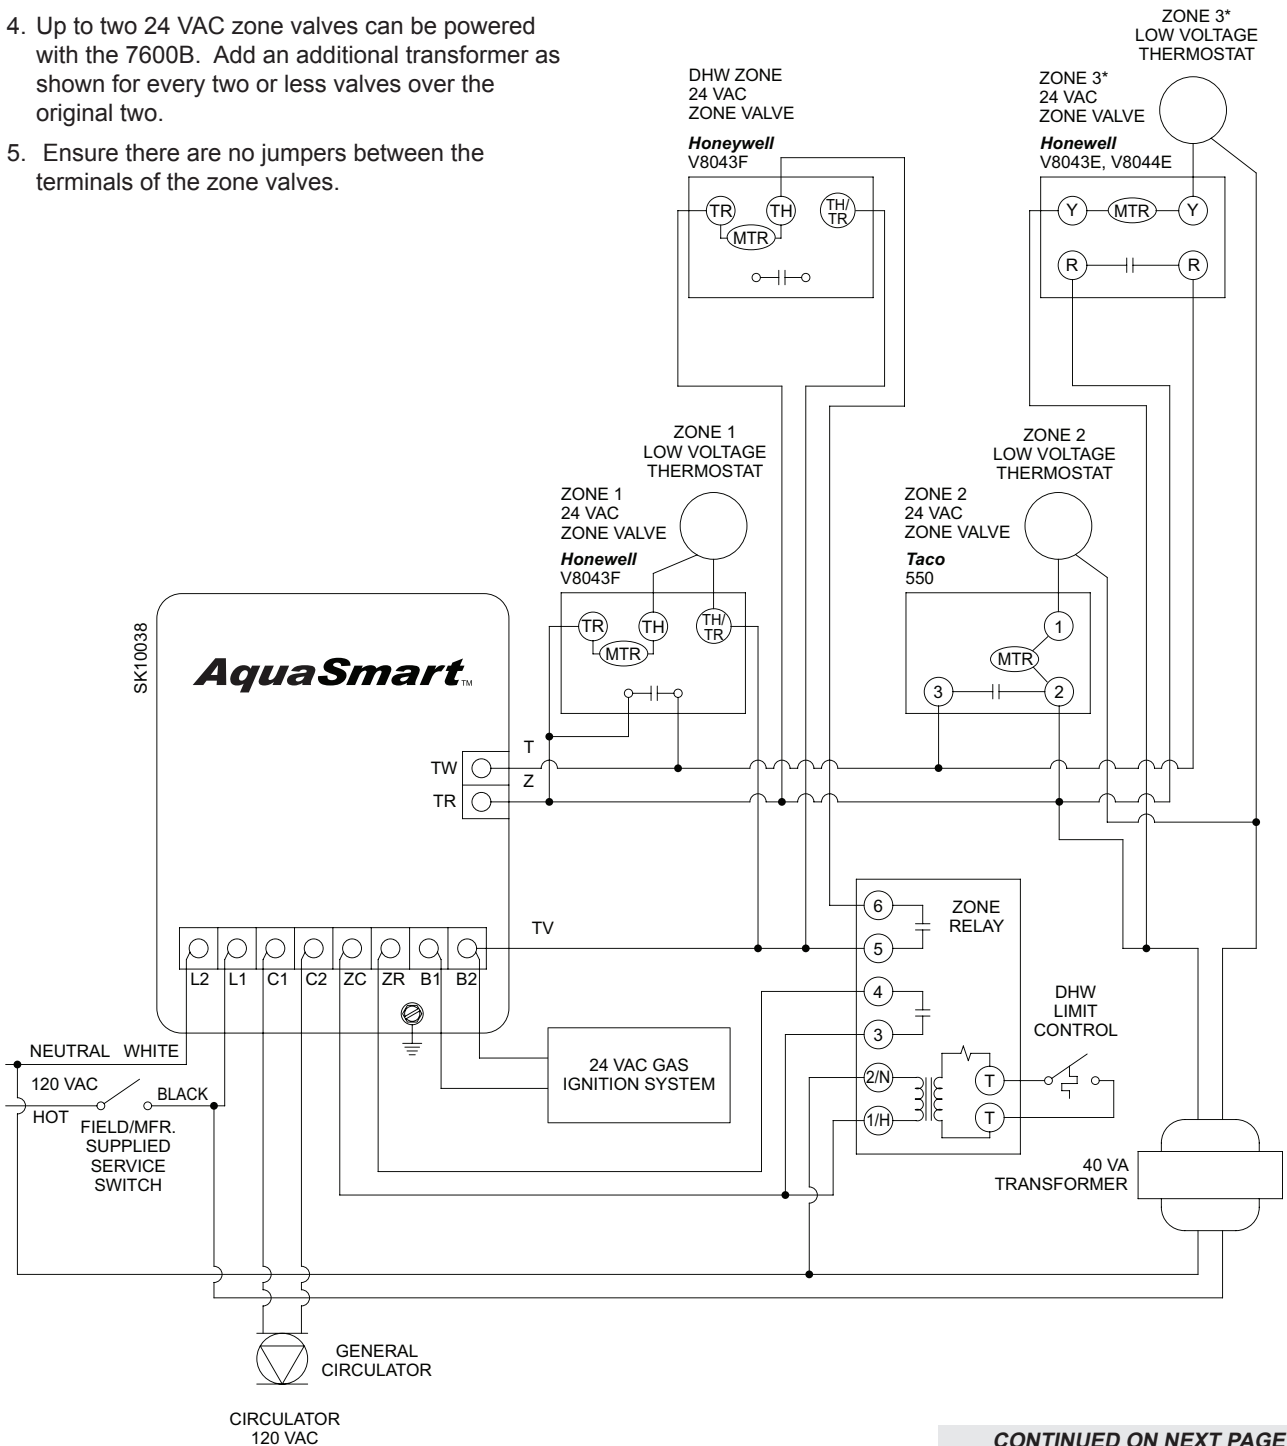 4. Up to two 24 VAC zone valves can be powered
with the 7600B. Add an additional transformer as
shown for every two or less valves over the
original two.
5. Ensure there are no jumpers between the
terminals of the zone valves.
ZONE 3*
LOW VOLTAGE
THERMOSTAT
DHW ZONE
24 VAC
ZONE VALVE
Honeywell
V8043F
TR
TH
TH/
TR
MTR
ZONE 3*
24 VAC
ZONE VALVE
Honewell
V8043E, V8044E
Y
MTR
Y
R
R
ZONE 1
LOW VOLTAGE
THERMOSTAT
ZONE 1
24 VAC
ZONE VALVE
Honewell
V8043F
TR
TH
TH/
TR
MTR
ZONE 2
LOW VOLTAGE
THERMOSTAT
ZONE 2
24 VAC
ZONE VALVE
Taco
550
1
MTR
3
2
SK10038
AquaSmart™
TW
T
Z
TR
TV
L2
L1
C1
C2
ZC
ZR
B1
B2
6
5
4
3
2/N
1/H
ZONE
RELAY
T
T
DHW
LIMIT
CONTROL
NEUTRAL WHITE
120 VAC
HOT
BLACK
FIELD/MFR.
SUPPLIED
SERVICE
SWITCH
24 VAC GAS
IGNITION SYSTEM
40 VA
TRANSFORMER
GENERAL
CIRCULATOR
CIRCULATOR
120 VAC
CONTINUED ON NEXT PAGE